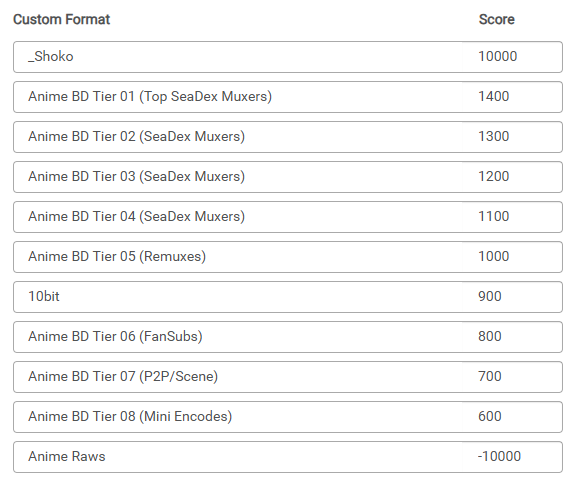 Custom Format Score
_Shoko 10000
Anime BD Tier 01 (Top SeaDex Muxers) 1400
Anime BD Tier 02 (SeaDex Muxers) 1300
Anime BD Tier 03 (SeaDex Muxers) 1200
Anime BD Tier 04 (SeaDex Muxers) 1100
Anime BD Tier 05 (Remuxes) 1000
10bit 900
Anime BD Tier 06 (FanSubs) 800
Anime BD Tier 07 (P2P/Scene) 700
Anime BD Tier 08 (Mini Encodes) 600
Anime Raws -10000